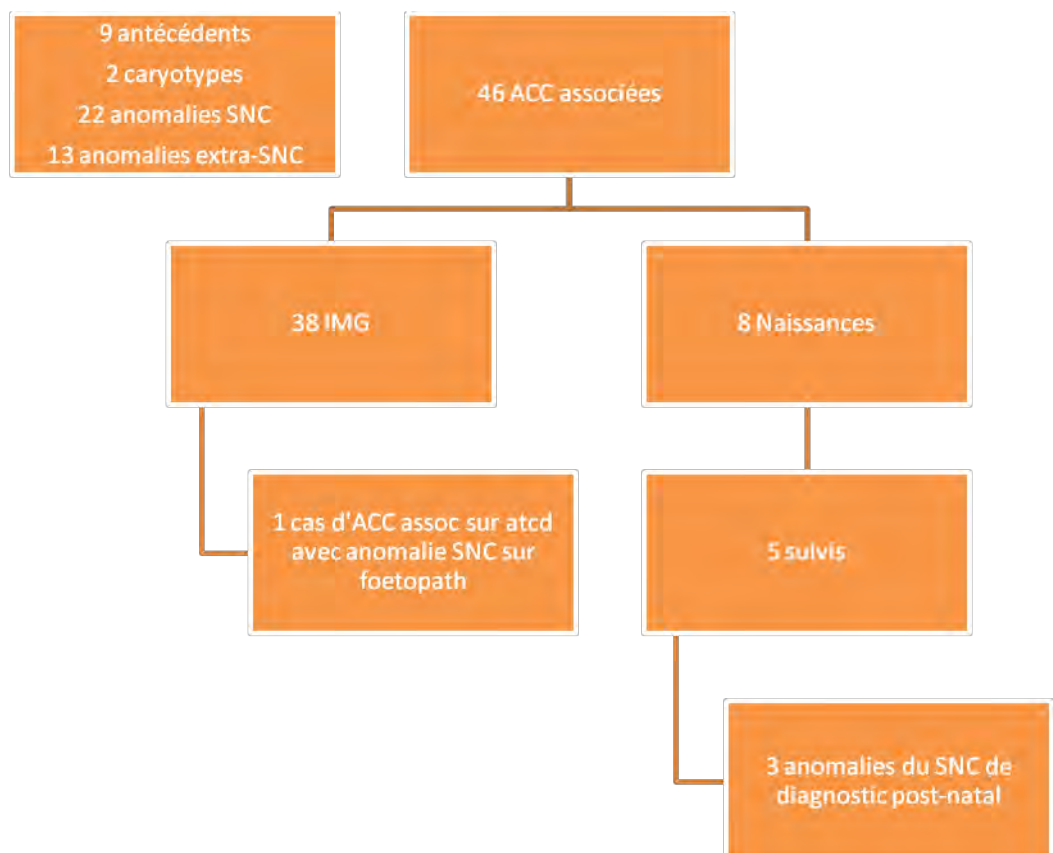 9 antécédents
2 caryotypes
22 anomalies SNC
13 anomalies extra-SNC
46 ACC associées
38 IMG
8 Naissances
1 cas d'ACC assoc sur atcd
avec anomalie SNC sur
foetopath
5 suivis
3 anomalies du SNC de
diagnostic post-natal